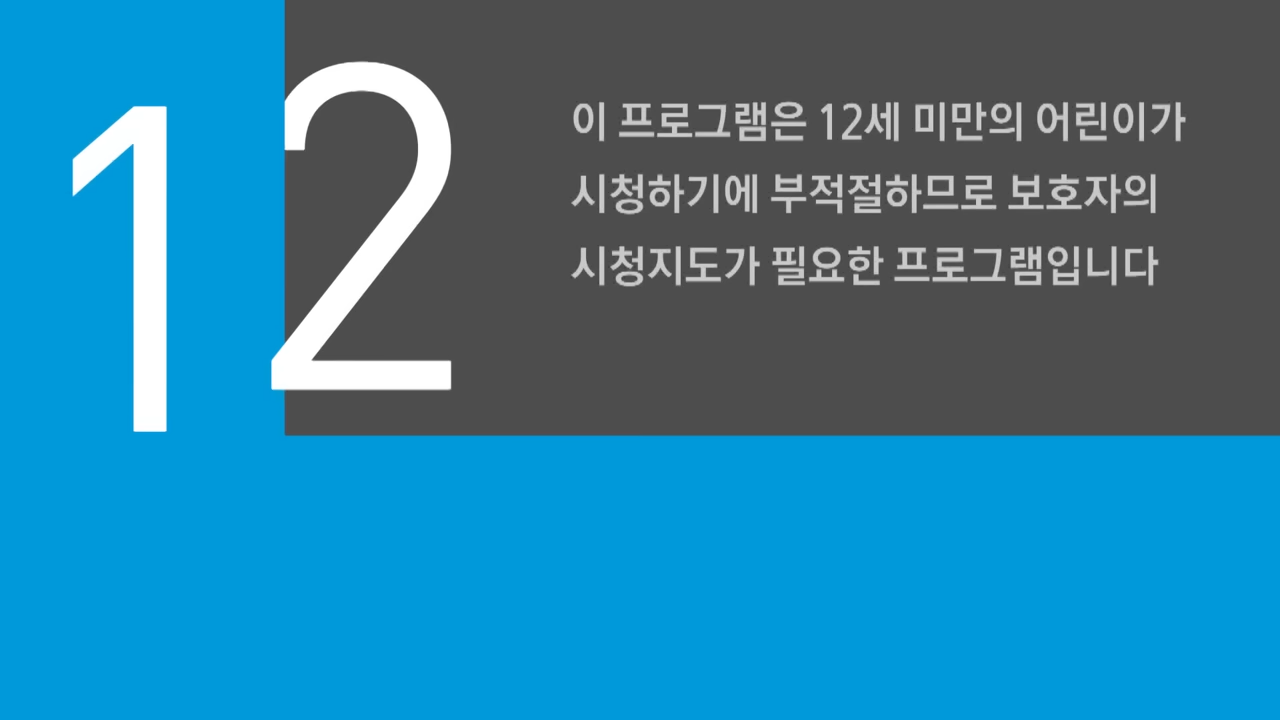 12
이 프로그램은 12세 미만의 어린이가
시청하기에 부적절하므로 보호자의
시청지도가 필요한 프로그램입니다